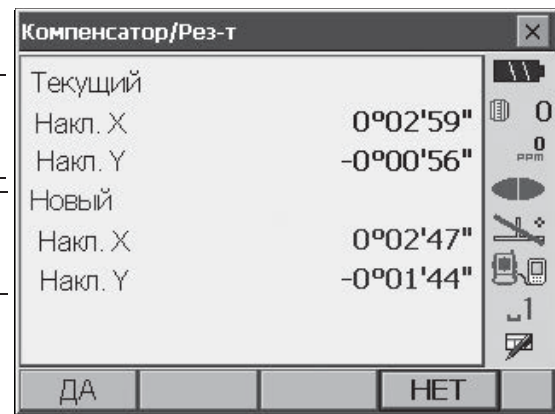 Компенсатор/Рез-т
Текущий
Накл. X 0°02'59"
Накл. Y -0°00'56"
Новый
Накл. X 0°02'47"
Накл. Y -0°01'44"
0
0
PPM
1
ДА НЕТ